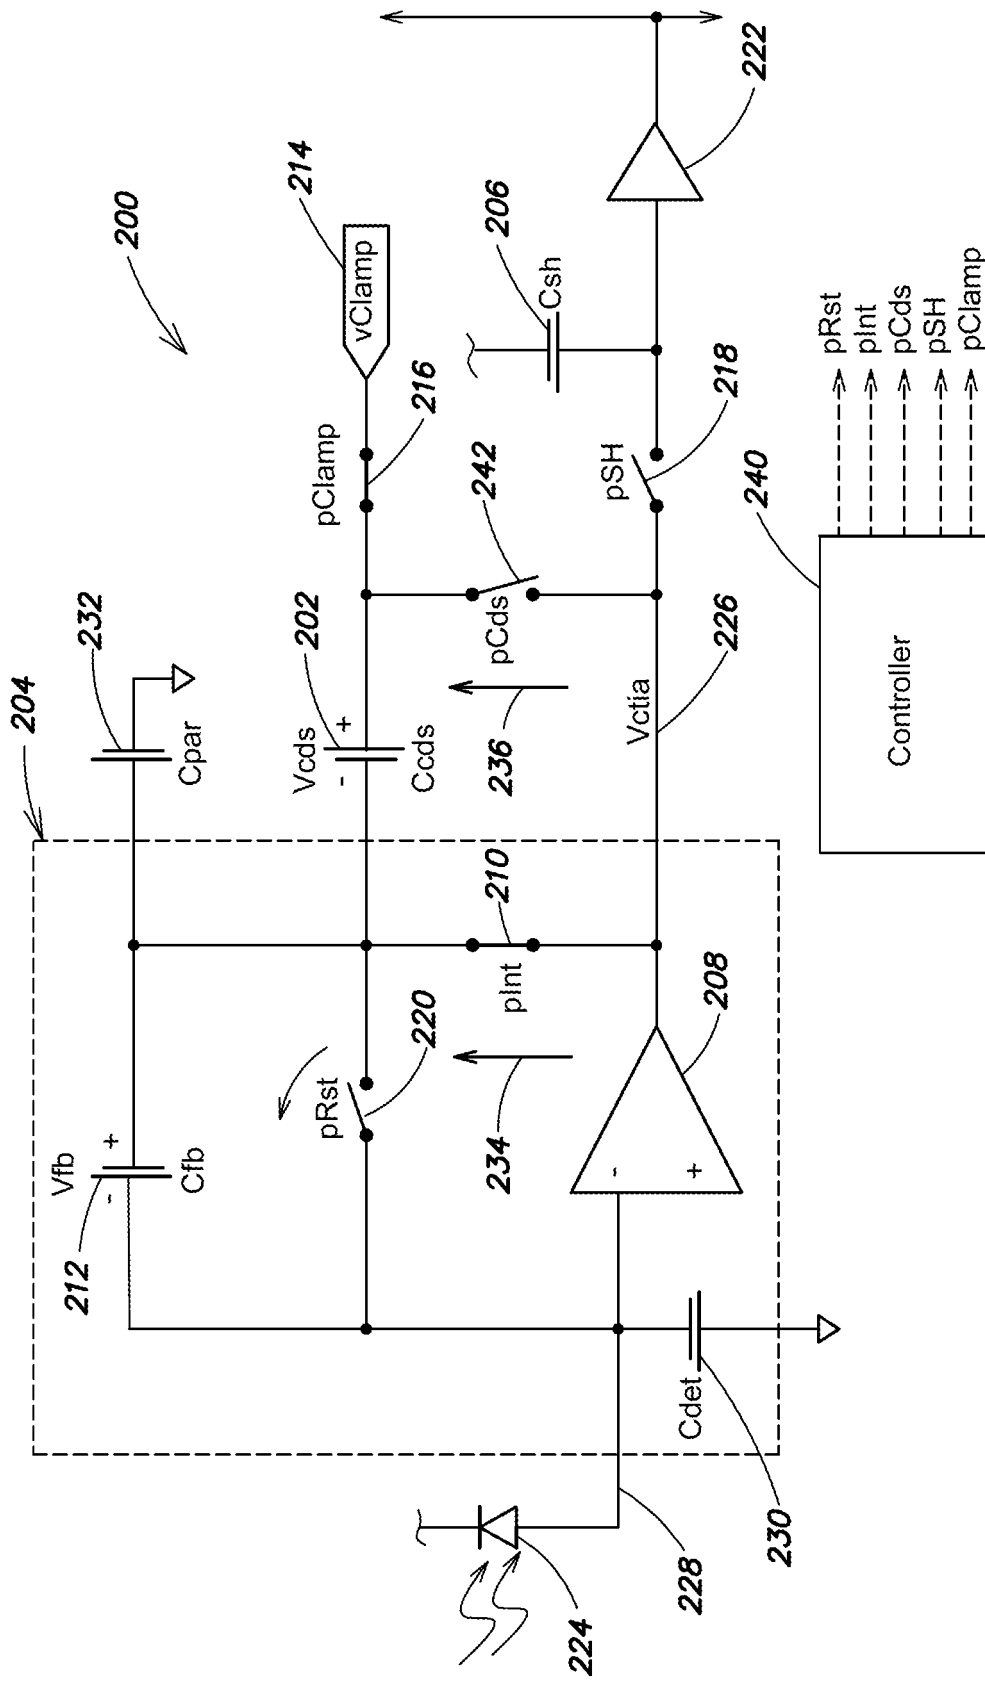 200
204
232
Cpar
Vfb
+
-
Cfb
212
Vcds
202
- +
Ccds
pClamp
216
vClamp
214
pRst
220
pInt
210
236
pCds
242
206
Csh
234
208
-
+
Vctia
226
pSH
218
222
Cdet
230
228
224
240
Controller
pRst
pInt
pCds
pSH
pClamp